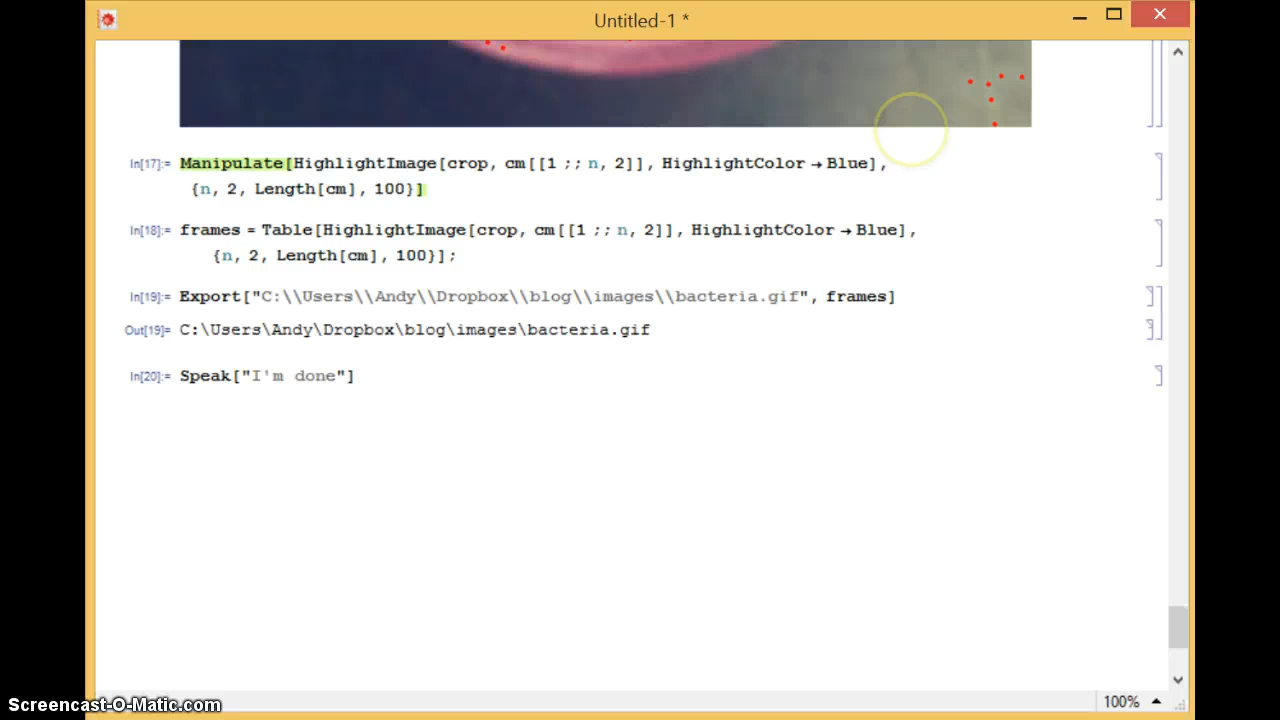 Untitled-1 *
In[17]:= Manipulate[HighlightImage[crop, cm[[1 ;; n, 2]], HighlightColor → Blue],
{n, 2, Length[cm], 100}]
In[18]:= frames = Table[HighlightImage[crop, cm[[1 ;; n, 2]], HighlightColor → Blue],
{n, 2, Length[cm], 100}];
In[19]:= Export["C:\\Users\\Andy\\Dropbox\\blog\\images\\bacteria.gif", frames]
Out[19]= C:\Users\Andy\Dropbox\blog\images\bacteria.gif
In[20]:= Speak["I'm done"]
100%
Screencast-O-Matic.com